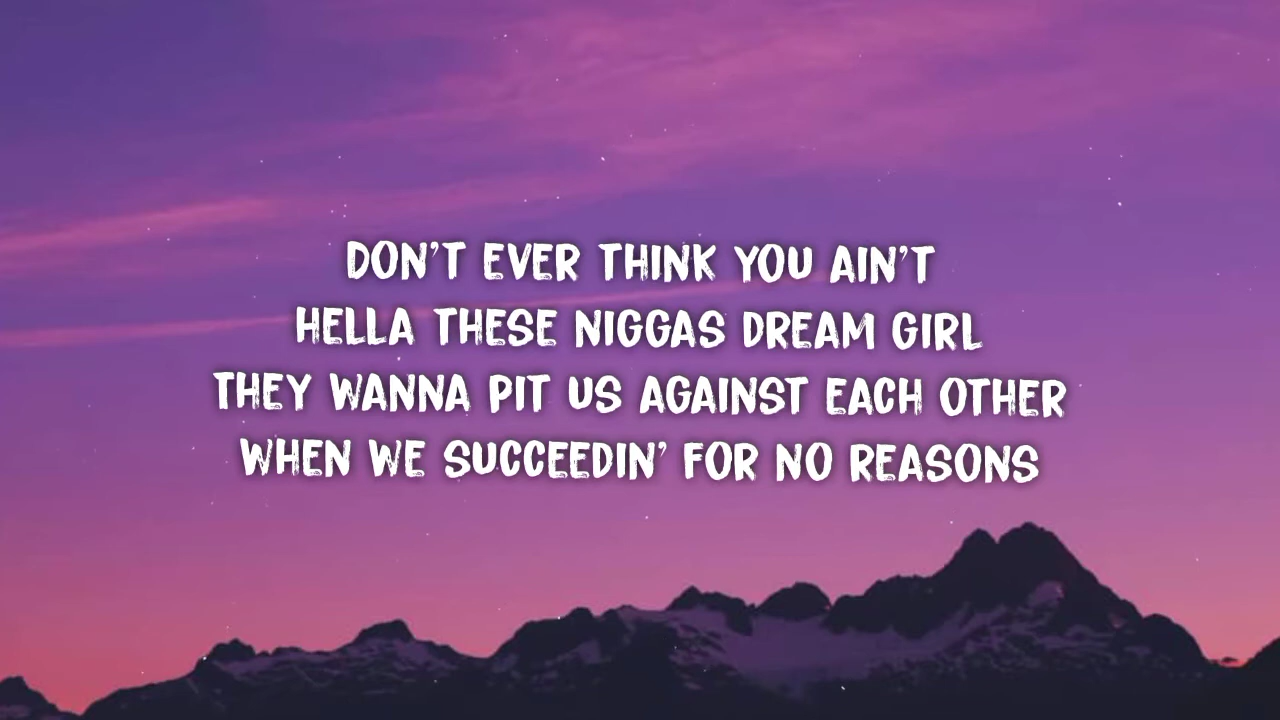 DON'T EVER THINK YOU AIN'T
HELLA THESE NIGGAS DREAM GIRL
THEY WANNA PIT US AGAINST EACH OTHER
WHEN WE SUCCEEDIN' FOR NO REASONS